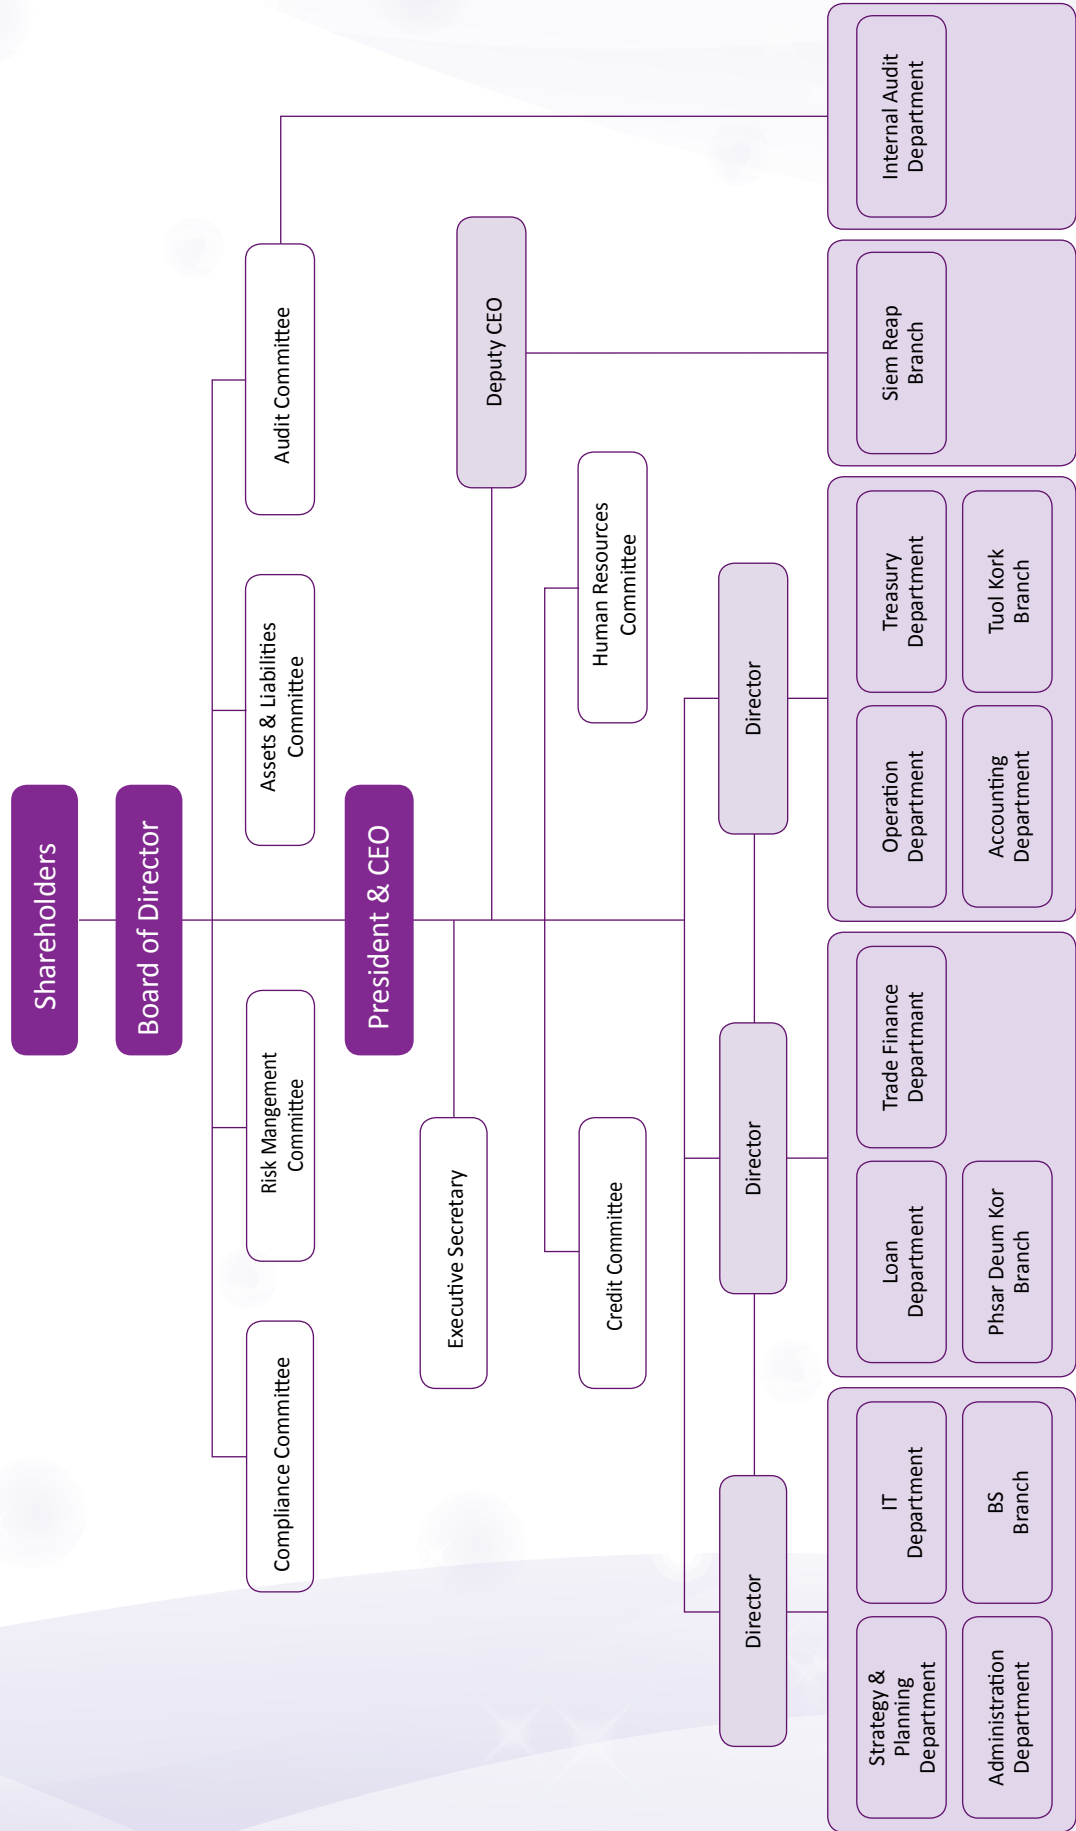 Shareholders
Board of Director
Compliance Committee
Risk Mangement
Committee
Assets & Liabilities
Committee
Audit Committee
President & CEO
Executive Secretary
Deputy CEO
Credit Committee
Human Resources
Committee
Director
Director
Director
Strategy &
Planning
Department
IT
Department
Administration
Department
BS
Branch
Loan
Department
Trade Finance
Departmant
Phsar Deum Kor
Branch
Operation
Department
Treasury
Department
Accounting
Department
Tuol Kork
Branch
Siem Reap
Branch
Internal Audit
Department